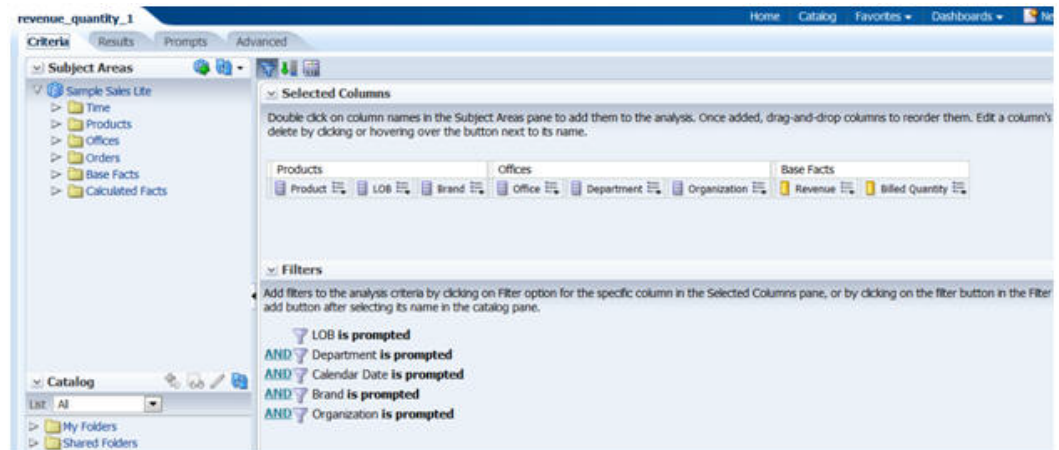 revenue_quantity_1
Home Catalog Favorites Dashboards Ne
Criteria Results Prompts Advanced
Subject Areas
Sample Sales Lite
Time
Products
Offices
Orders
Base Facts
Calculated Facts
Selected Columns
Double click on column names in the Subject Areas pane to add them to the analysis. Once added, drag-and-drop columns to reorder them. Edit a column's
delete by clicking or hovering over the button next to its name.
Products Offices Base Facts
Product LOB Brand Office Department Organization Revenue Billed Quantity
Filters
Add filters to the analysis criteria by clicking on Filter option for the specific column in the Selected Columns pane, or by clicking on the filter button in the Filter
add button after selecting its name in the catalog pane.
LOB is prompted
AND Department is prompted
AND Calendar Date is prompted
AND Brand is prompted
AND Organization is prompted
Catalog
List All
My Folders
Shared Folders